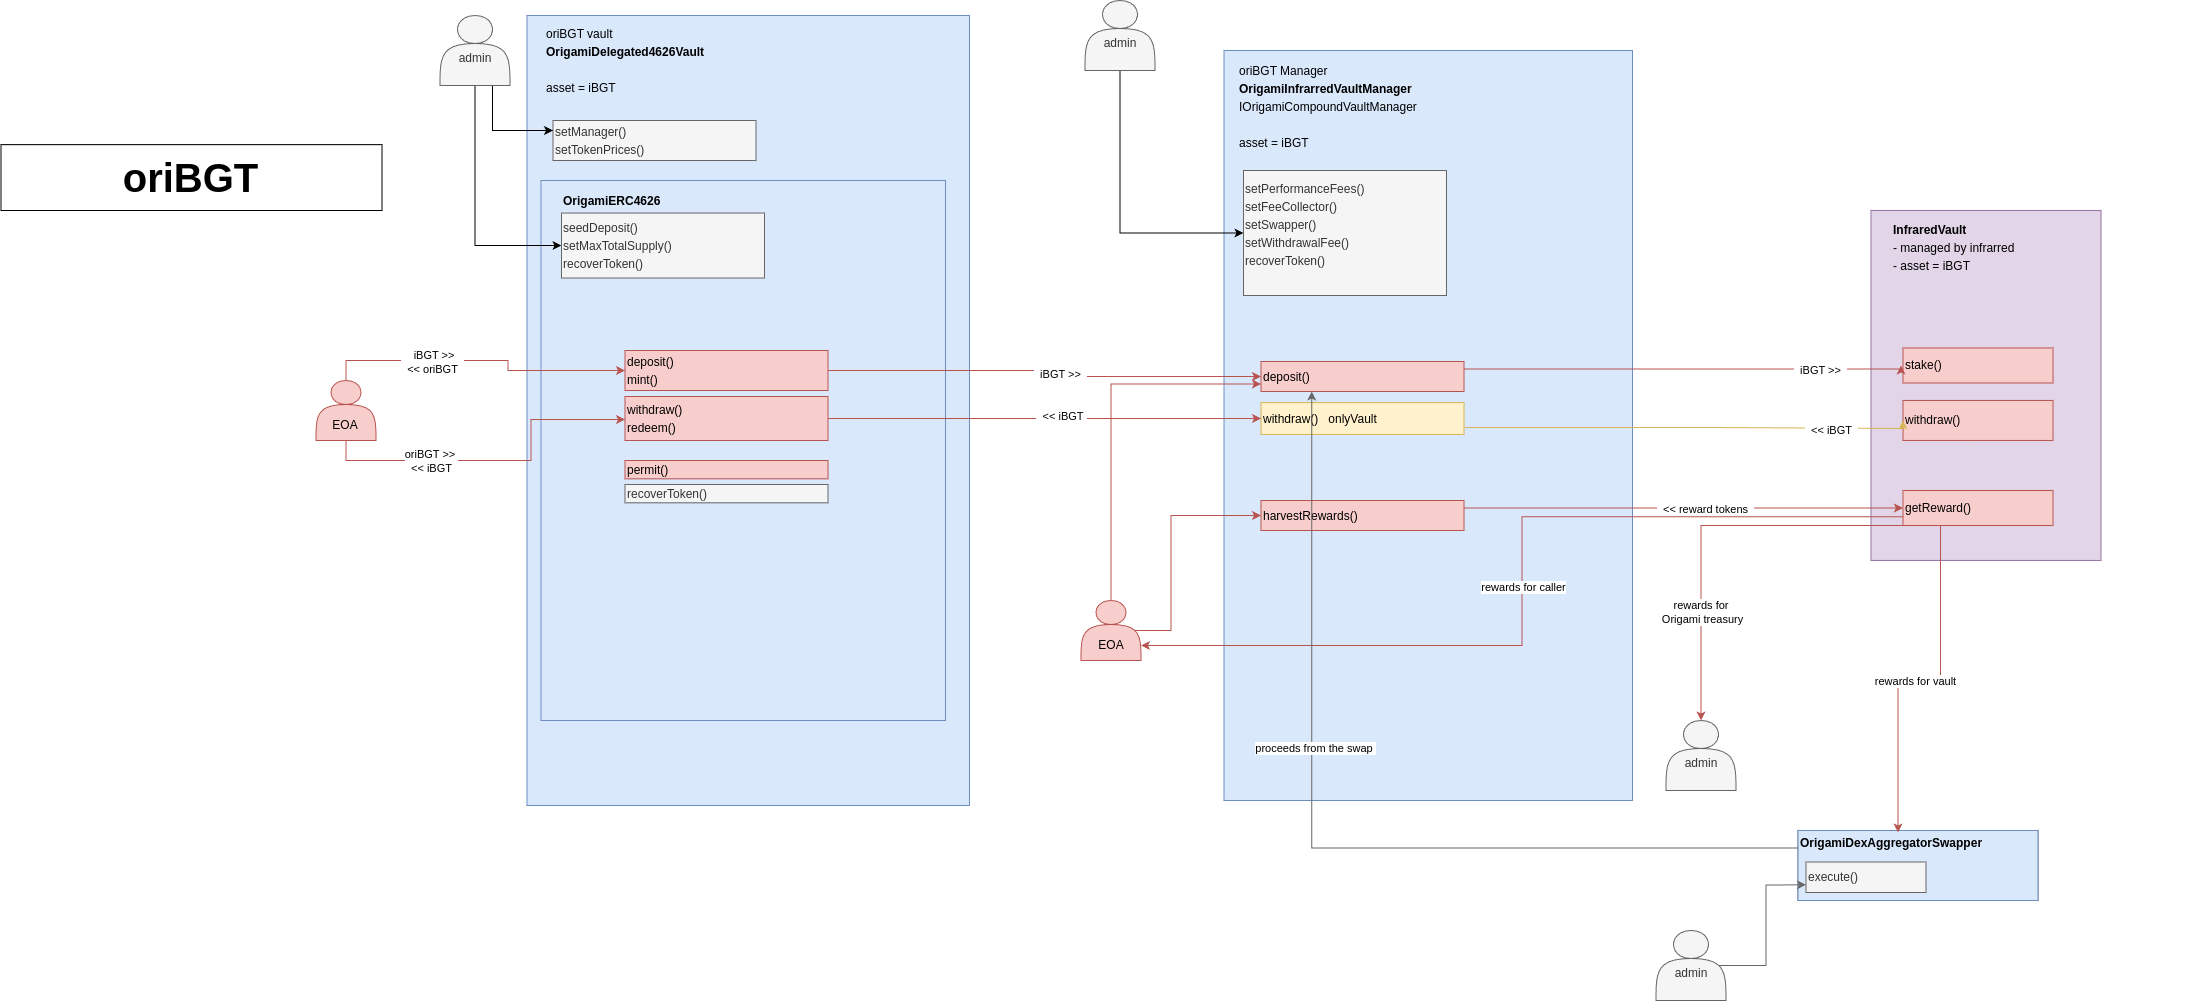 oriBGT
admin
oriBGT vault
OrigamiDelegated4626Vault
asset = iBGT
setManager()
setTokenPrices()
OrigamiERC4626
seedDeposit()
setMaxTotalSupply()
recoverToken()
iBGT >>
<< oriBGT
EOA
oriBGT >>
<< iBGT
deposit()
mint()
withdraw()
redeem()
permit()
recoverToken()
iBGT >>
<< iBGT
admin
oriBGT Manager
OrigamiInfrarredVaultManager
IOrigamiCompoundVaultManager
asset = iBGT
setPerformanceFees()
setFeeCollector()
setSwapper()
setWithdrawalFee()
recoverToken()
deposit()
withdraw()   onlyVault
harvestRewards()
EOA
iBGT >>
<< iBGT
<< reward tokens
rewards for caller
InfraredVault
- managed by infrarred
- asset = iBGT
stake()
withdraw()
getReward()
rewards for
Origami treasury
rewards for vault
proceeds from the swap
admin
OrigamiDexAggregatorSwapper
execute()
admin